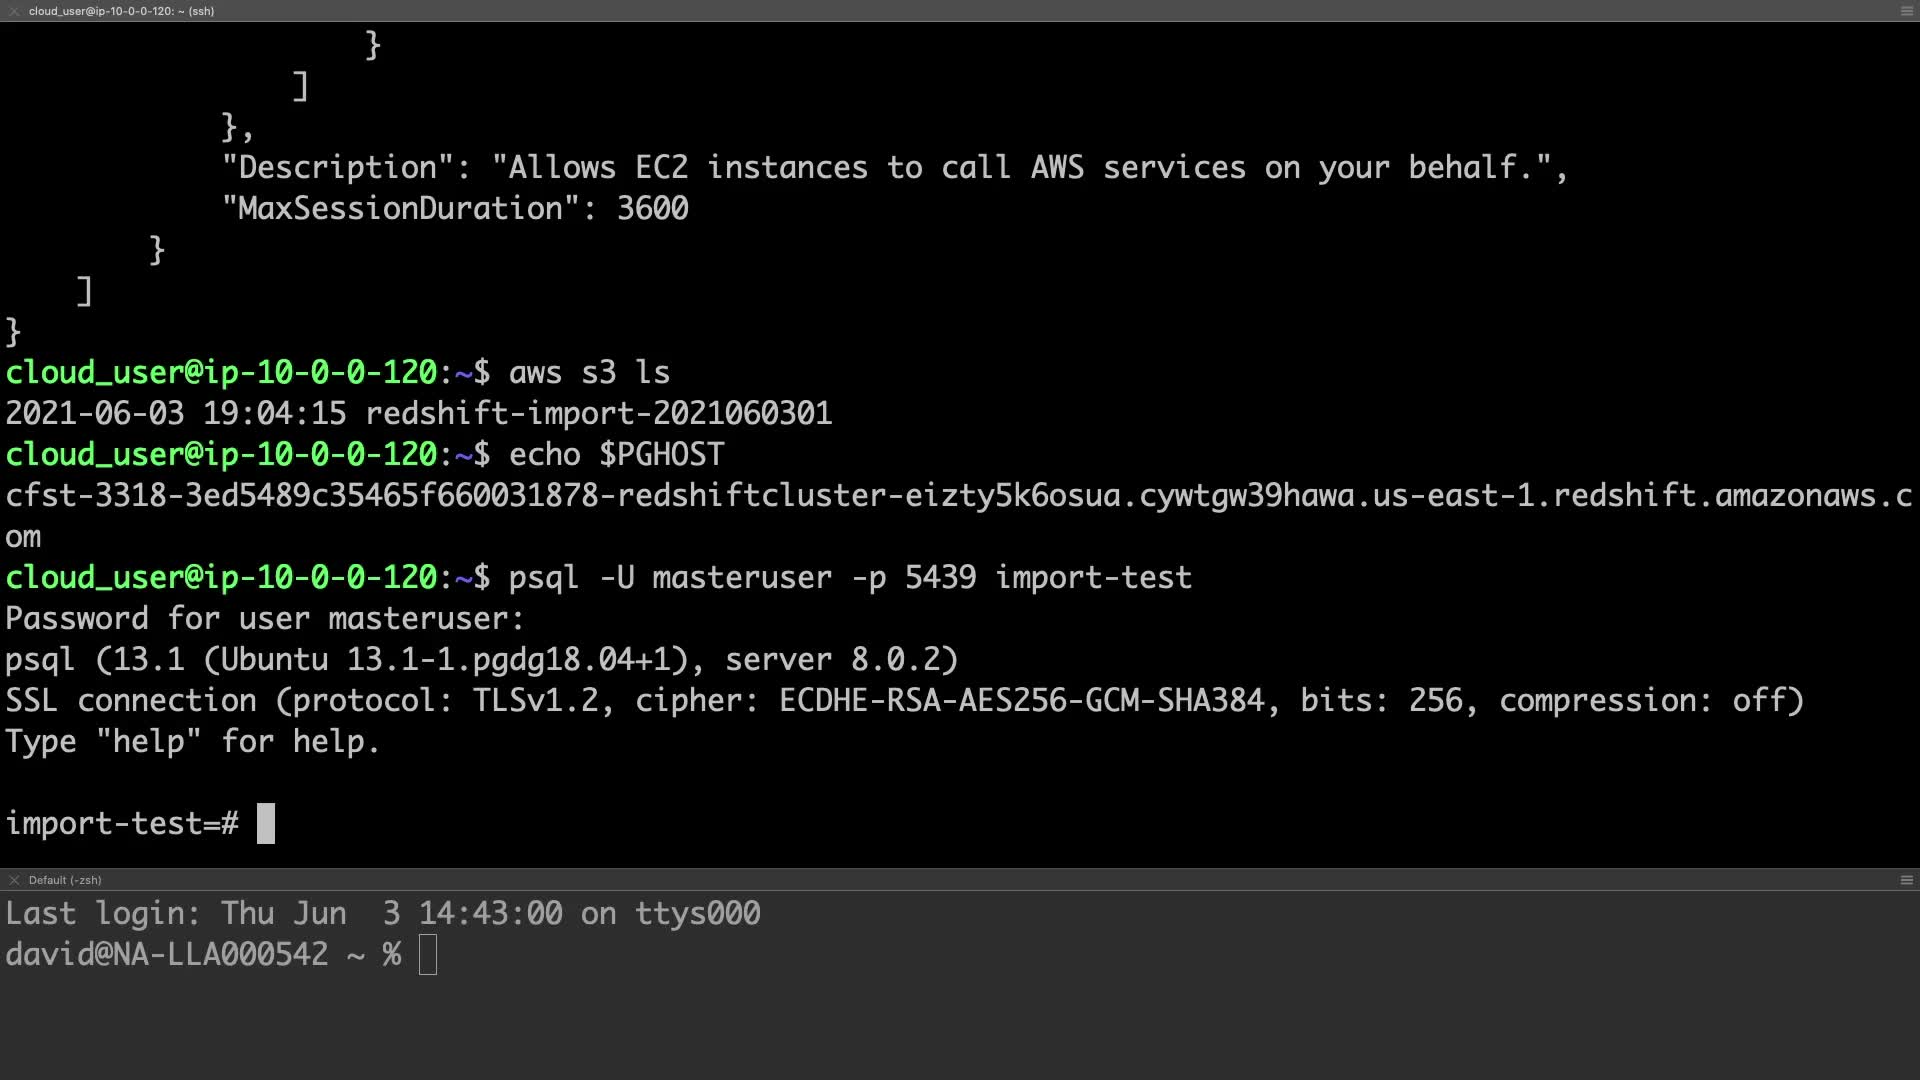 cloud_user@ip-10-0-0-120: ~ (ssh)
}
]
},
"Description": "Allows EC2 instances to call AWS services on your behalf.",
"MaxSessionDuration": 3600
}
]
}
cloud_user@ip-10-0-0-120:~$ aws s3 ls
2021-06-03 19:04:15 redshift-import-2021060301
cloud_user@ip-10-0-0-120:~$ echo $PGHOST
cfst-3318-3ed5489c35465f660031878-redshiftcluster-eizty5k6osua.cywtgw39hawa.us-east-1.redshift.amazonaws.c
om
cloud_user@ip-10-0-0-120:~$ psql -U masteruser -p 5439 import-test
Password for user masteruser:
psql (13.1 (Ubuntu 13.1-1.pgdg18.04+1), server 8.0.2)
SSL connection (protocol: TLSv1.2, cipher: ECDHE-RSA-AES256-GCM-SHA384, bits: 256, compression: off)
Type "help" for help.
import-test=#
Default (-zsh)
Last login: Thu Jun  3 14:43:00 on ttys000
david@NA-LLA000542 ~ %